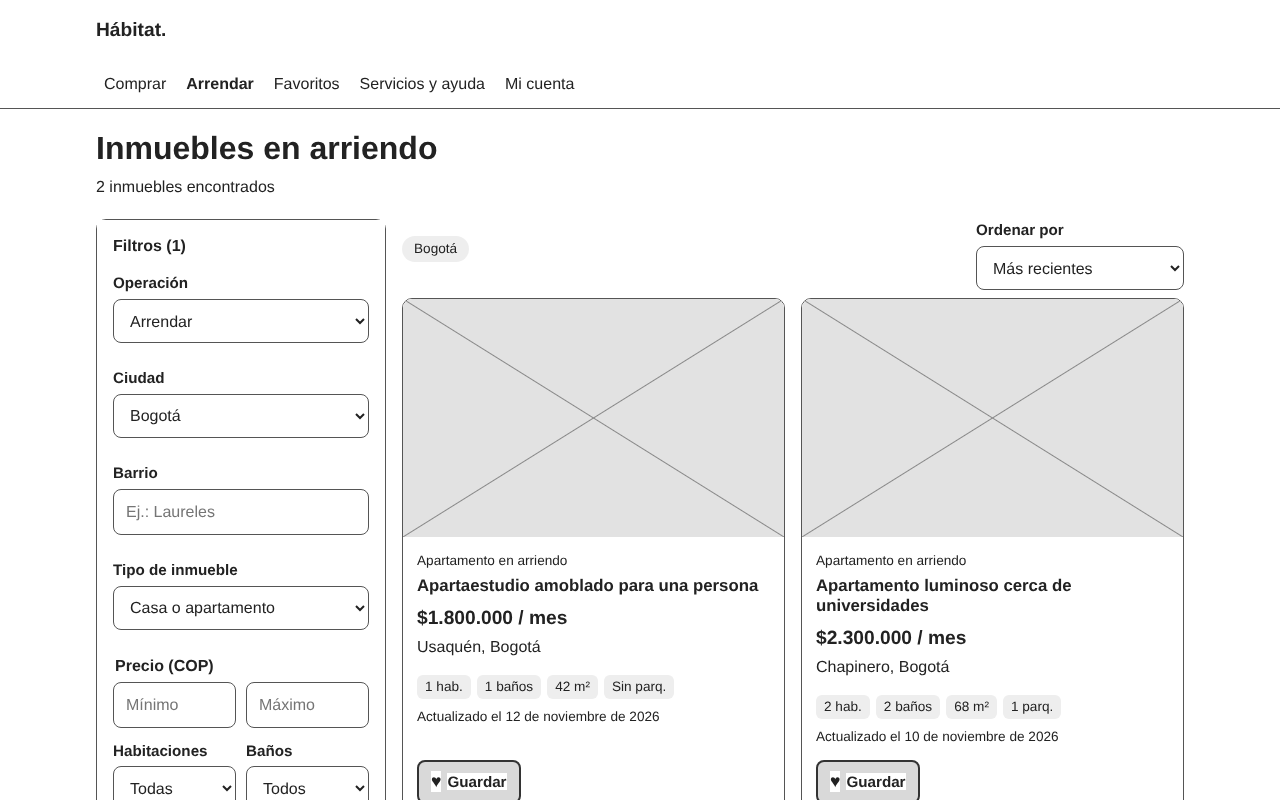 Hábitat.
Comprar Arrendar Favoritos Servicios y ayuda Mi cuenta
Inmuebles en arriendo
2 inmuebles encontrados
Filtros (1)
Operación
Arrendar
Ciudad
Bogotá
Barrio
Ej.: Laureles
Tipo de inmueble
Casa o apartamento
Precio (COP)
Mínimo Máximo
Habitaciones Baños
Todas Todos
Bogotá
Ordenar por
Más recientes
Apartamento en arriendo
Apartaestudio amoblado para una persona
$1.800.000 / mes
Usaquén, Bogotá
1 hab. 1 baños 42 m² Sin parq.
Actualizado el 12 de noviembre de 2026
♥ Guardar
Apartamento en arriendo
Apartamento luminoso cerca de
universidades
$2.300.000 / mes
Chapinero, Bogotá
2 hab. 2 baños 68 m² 1 parq.
Actualizado el 10 de noviembre de 2026
♥ Guardar